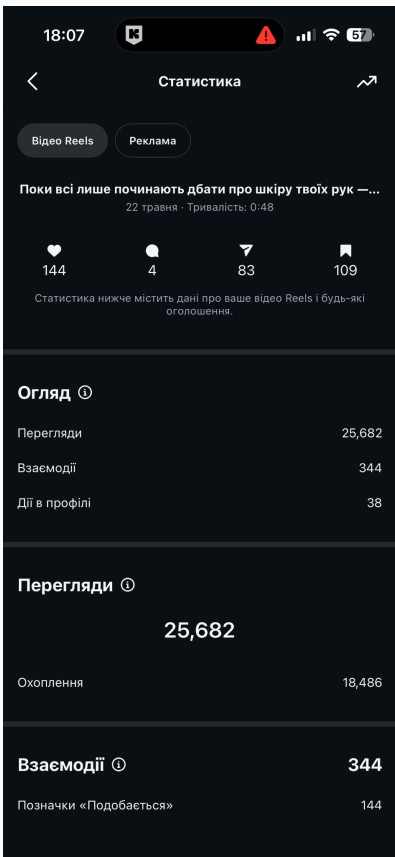 18:07
K
57
Статистика
Відео Reels
Реклама
Поки всі лише починають дбати про шкіру твоїх рук —...
22 травня · Тривалість: 0:48
144
4
83
109
Статистика нижче містить дані про ваше відео Reels і будь-які
оголошення.
Огляд
Перегляди 25,682
Взаємодії 344
Дії в профілі 38
Перегляди
25,682
Охоплення 18,486
Взаємодії 344
Позначки «Подобається» 144